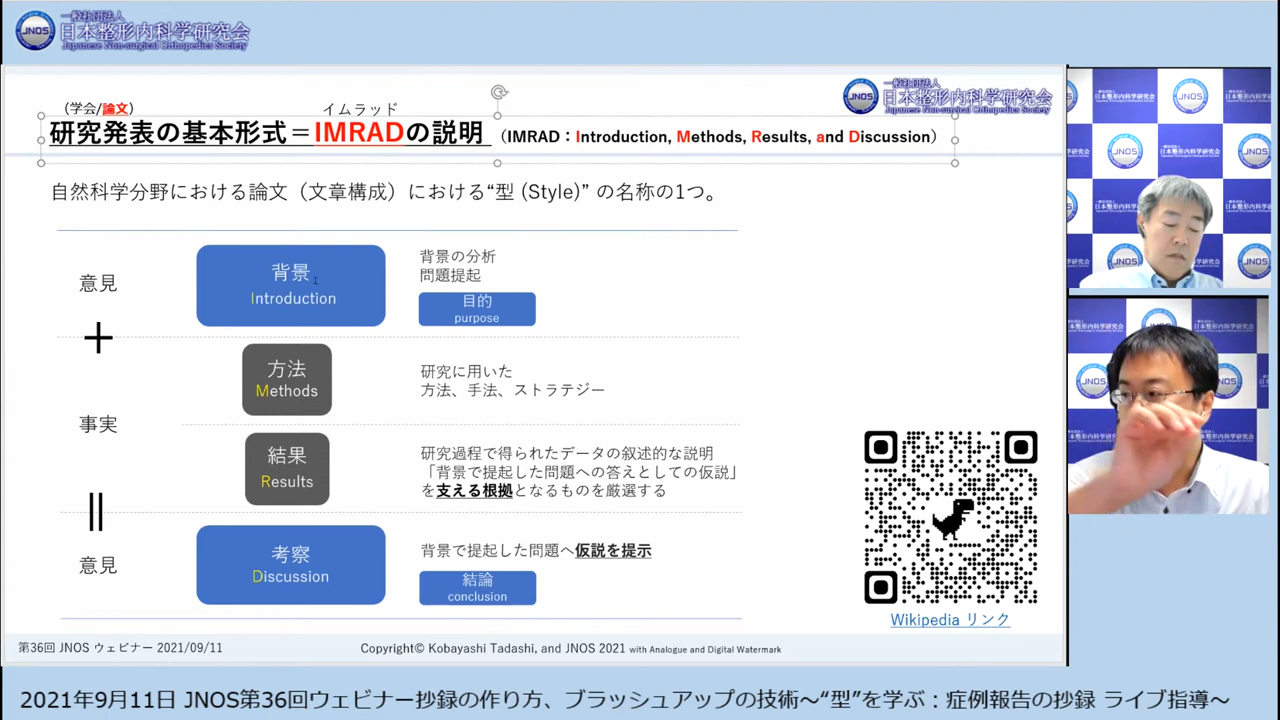 一般社団法人
JNOS 日本整形内科学研究会
Japanese Non-surgical Orthopedics Society
(学会/論文)
イムラッド
研究発表の基本形式＝IMRADの説明 (IMRAD：Introduction, Methods, Results, and Discussion)
一般社団法人
JNOS 日本整形内科学研究会
Japanese Non-surgical Orthopedics Society
自然科学分野における論文（文章構成）における“型 (Style)” の名称の1つ。
意見
背景
Introduction
背景の分析
問題提起
目的
purpose
＋
方法
Methods
研究に用いた
方法、手法、ストラテジー
事実
結果
Results
研究過程で得られたデータの叙述的な説明
「背景で提起した問題への答えとしての仮説」
を支える根拠となるものを厳選する
||
意見
考察
Discussion
背景で提起した問題へ仮説を提示
結論
conclusion
Wikipedia リンク
第36回 JNOS ウェビナー 2021/09/11
Copyright© Kobayashi Tadashi, and JNOS 2021 with Analogue and Digital Watermark
2021年9月11日 JNOS第36回ウェビナー抄録の作り方、ブラッシュアップの技術～“型”を学ぶ：症例報告の抄録 ライブ指導～